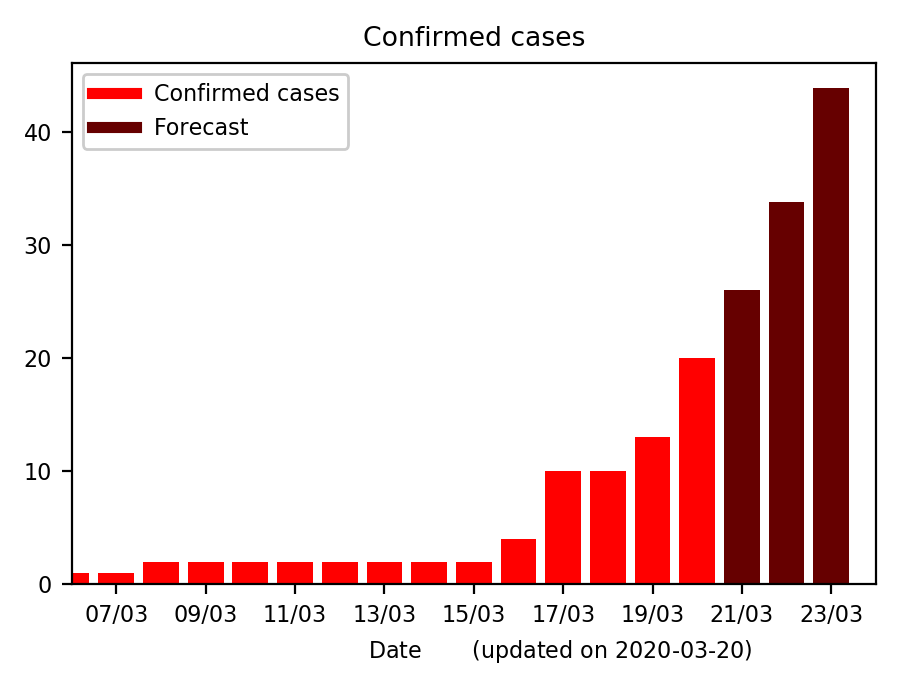 Confirmed cases
Confirmed cases
Forecast
40
30
20
10
0
07/03 09/03 11/03 13/03 15/03 17/03 19/03 21/03 23/03
Date (updated on 2020-03-20)